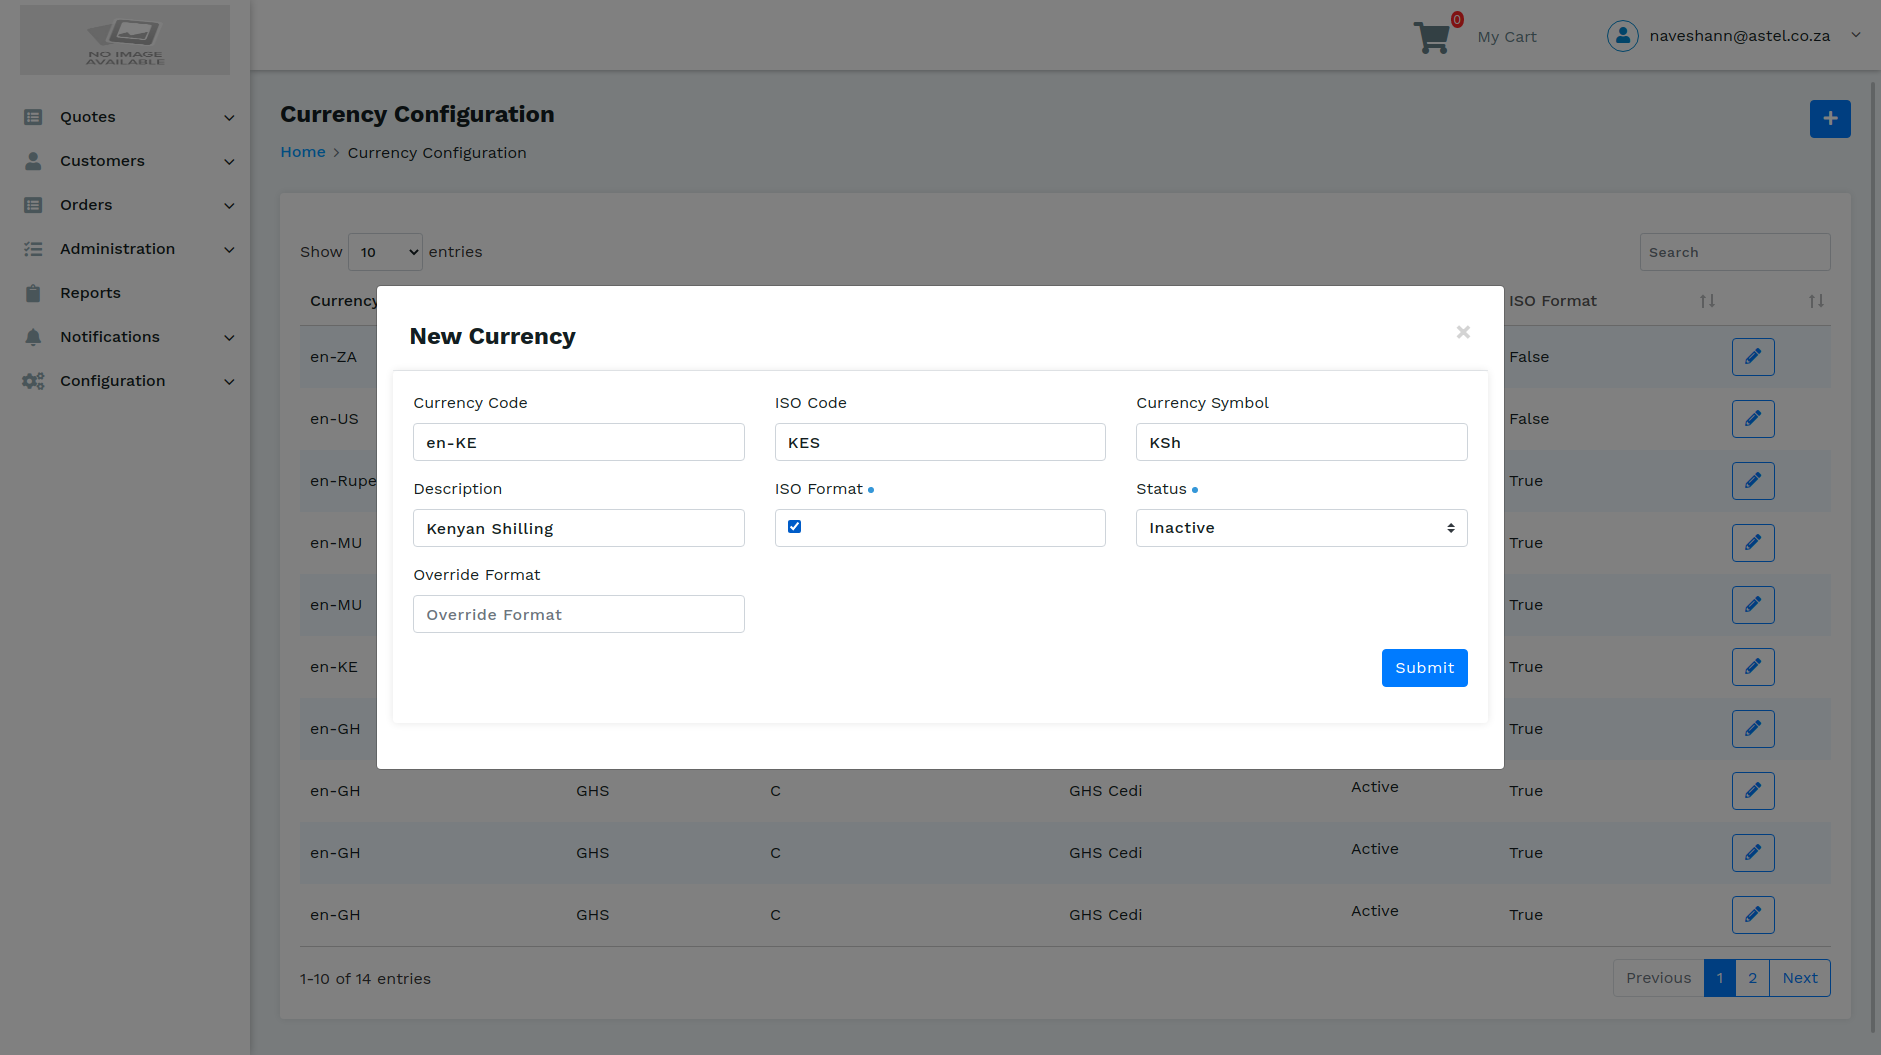 NO IMAGE
AVAILABLE
0
My Cart
naveshann@astel.co.za
Quotes
Customers
Orders
Administration
Reports
Notifications
Configuration
Currency Configuration
Home > Currency Configuration
Show 10 entries
Search
Currency
ISO Format
en-ZA
False
en-US
False
en-Rupe
True
en-MU
True
en-MU
True
en-KE
True
en-GH
True
New Currency
Currency Code
ISO Code
Currency Symbol
en-KE
KES
KSh
Description
ISO Format
Status
Kenyan Shilling
Inactive
Override Format
Override Format
Submit
en-GH GHS C GHS Cedi Active True
en-GH GHS C GHS Cedi Active True
en-GH GHS C GHS Cedi Active True
1-10 of 14 entries
Previous 1 2 Next